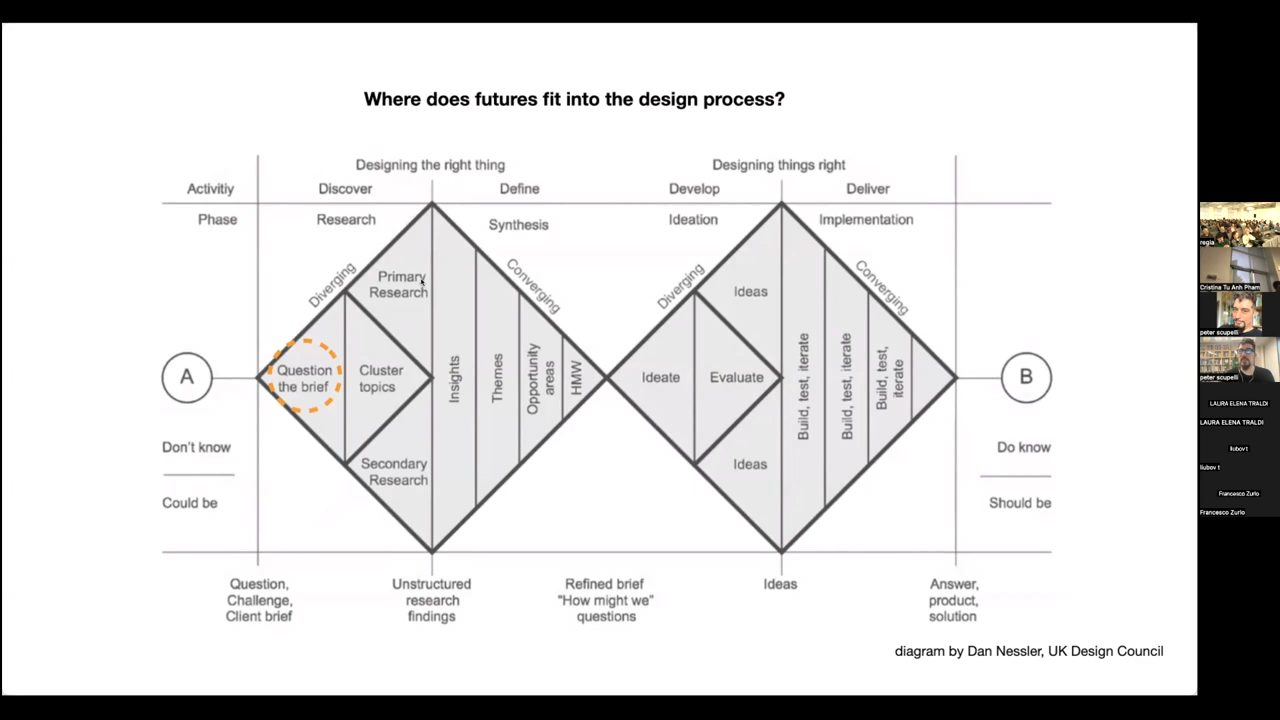 Where does futures fit into the design process?
Designing the right thing
Designing things right
Activitiy
Discover
Define
Develop
Deliver
Phase
Research
Synthesis
Ideation
Implementation
Diverging
Primary
Research
Converging
Diverging
Ideas
Converging
A
Question
the brief
Cluster
topics
Insights
Themes
Opportunity
areas
HMW
Ideate
Evaluate
Build, test, iterate
Build, test, iterate
Build, test,
iterate
B
Secondary
Research
Ideas
Don't know
Could be
Do know
Should be
Question,
Challenge,
Client brief
Unstructured
research
findings
Refined brief
"How might we"
questions
Ideas
Answer,
product,
solution
diagram by Dan Nessler, UK Design Council
regia
Cristina Tu Anh Pham
peter scupelli
peter scupelli
LAURA ELENA TRALDI
LAURA ELENA TRALDI
liubov t
liubov t
Francesco Zurlo
Francesco Zurlo